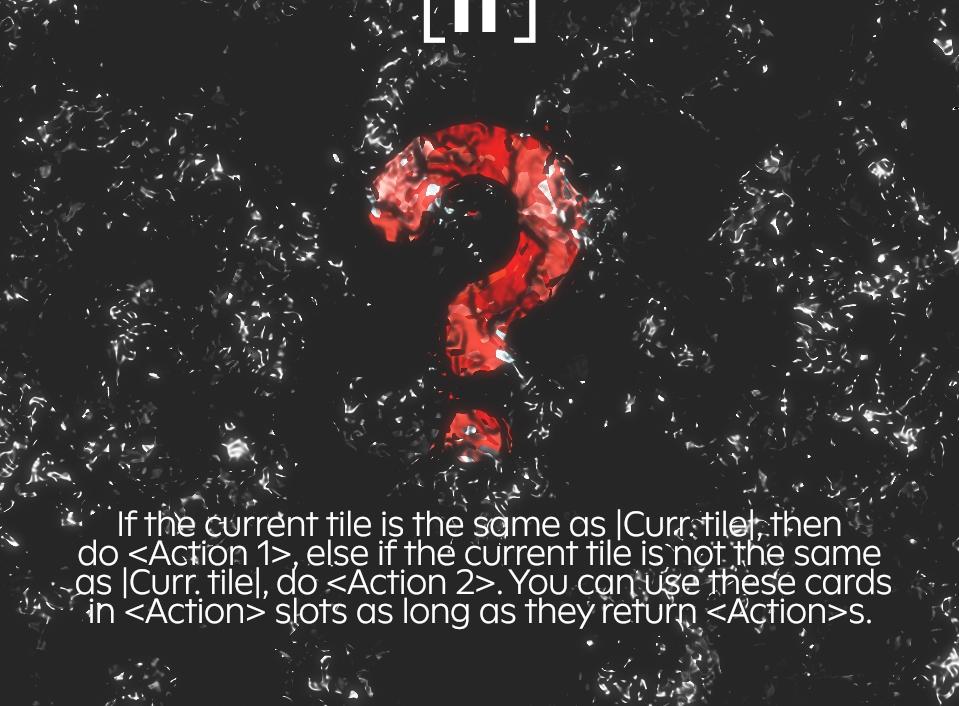 ?
If the current tile is the same as |Curr. tile|, then
do <Action 1>, else if the current tile is not the same
as |Curr. tile|, do <Action 2>. You can use these cards
in <Action> slots as long as they return <Action>s.